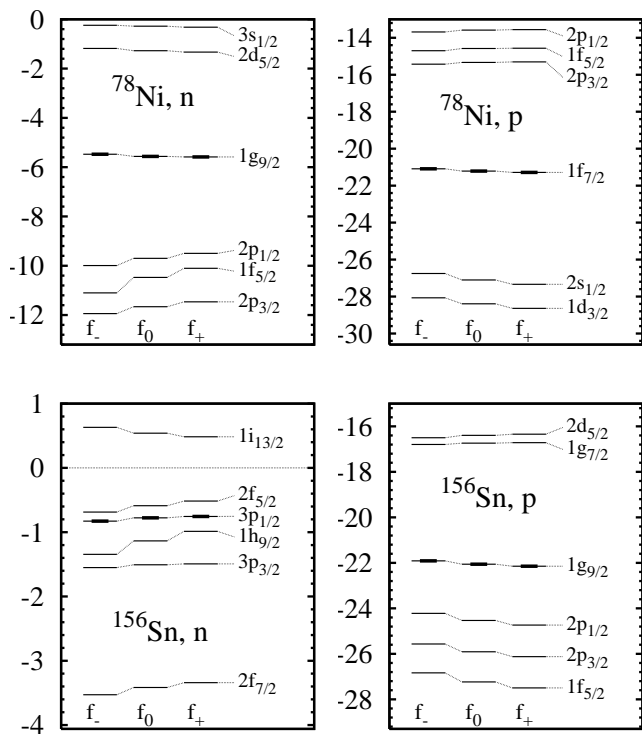 0
-2
-4
-6
-8
-10
-12
3s1/2
2d5/2
78Ni, n
1g9/2
2p1/2
1f5/2
2p3/2
f- f0 f+
-14
-16
-18
-20
-22
-24
-26
-28
-30
2p1/2
1f5/2
2p3/2
78Ni, p
1f7/2
2s1/2
1d3/2
f- f0 f+
1
0
-1
-2
-3
-4
1i13/2
2f5/2
3p1/2
1h9/2
3p3/2
156Sn, n
2f7/2
f- f0 f+
-16
-18
-20
-22
-24
-26
-28
2d5/2
1g7/2
156Sn, p
1g9/2
2p1/2
2p3/2
1f5/2
f- f0 f+